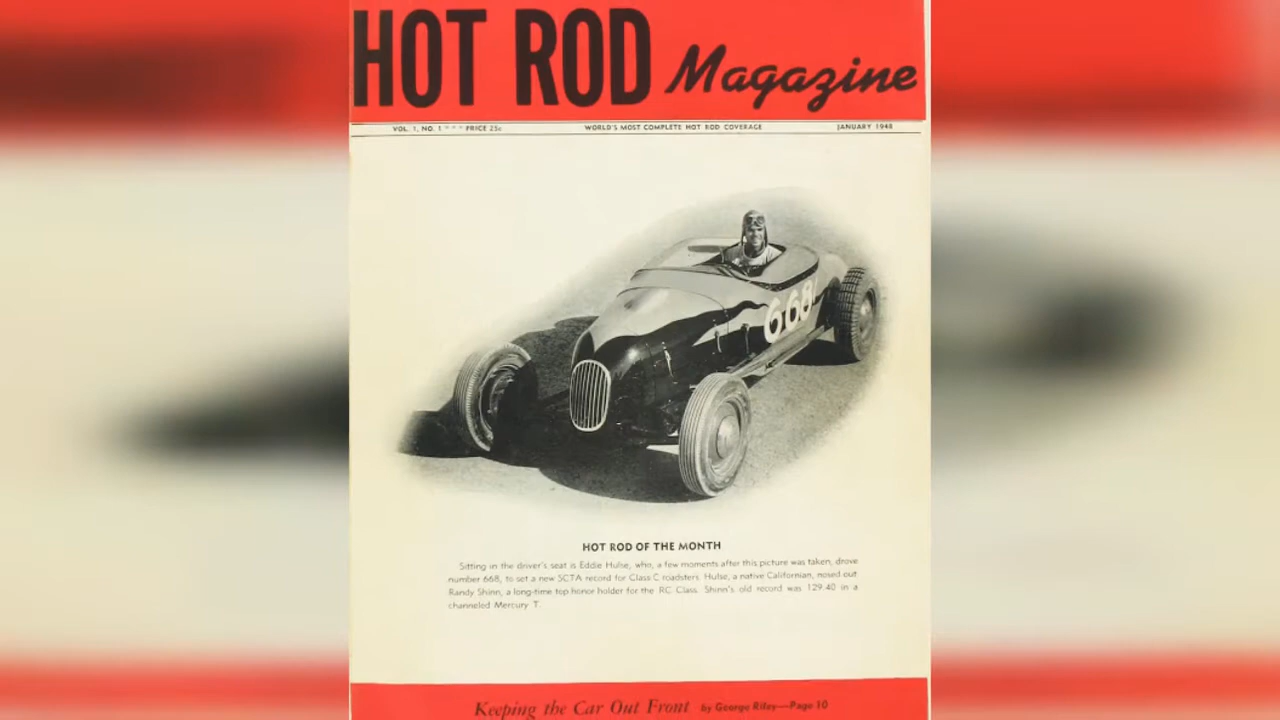 HOT ROD Magazine
VOL. 1, NO. 1 * * * PRICE 25c WORLD'S MOST COMPLETE HOT ROD COVERAGE JANUARY 1948
668
HOT ROD OF THE MONTH
Sitting in the driver's seat is Eddie Hulse, who, a few moments after this picture was taken, drove
number 668, to set a new SCTA record for Class C roadsters. Hulse, a native Californian, nosed out
Randy Shinn, a long-time top honor holder for the RC Class. Shinn's old record was 129.40 in a
channeled Mercury T.
Keeping the Car Out Front by George Riley—Page 10